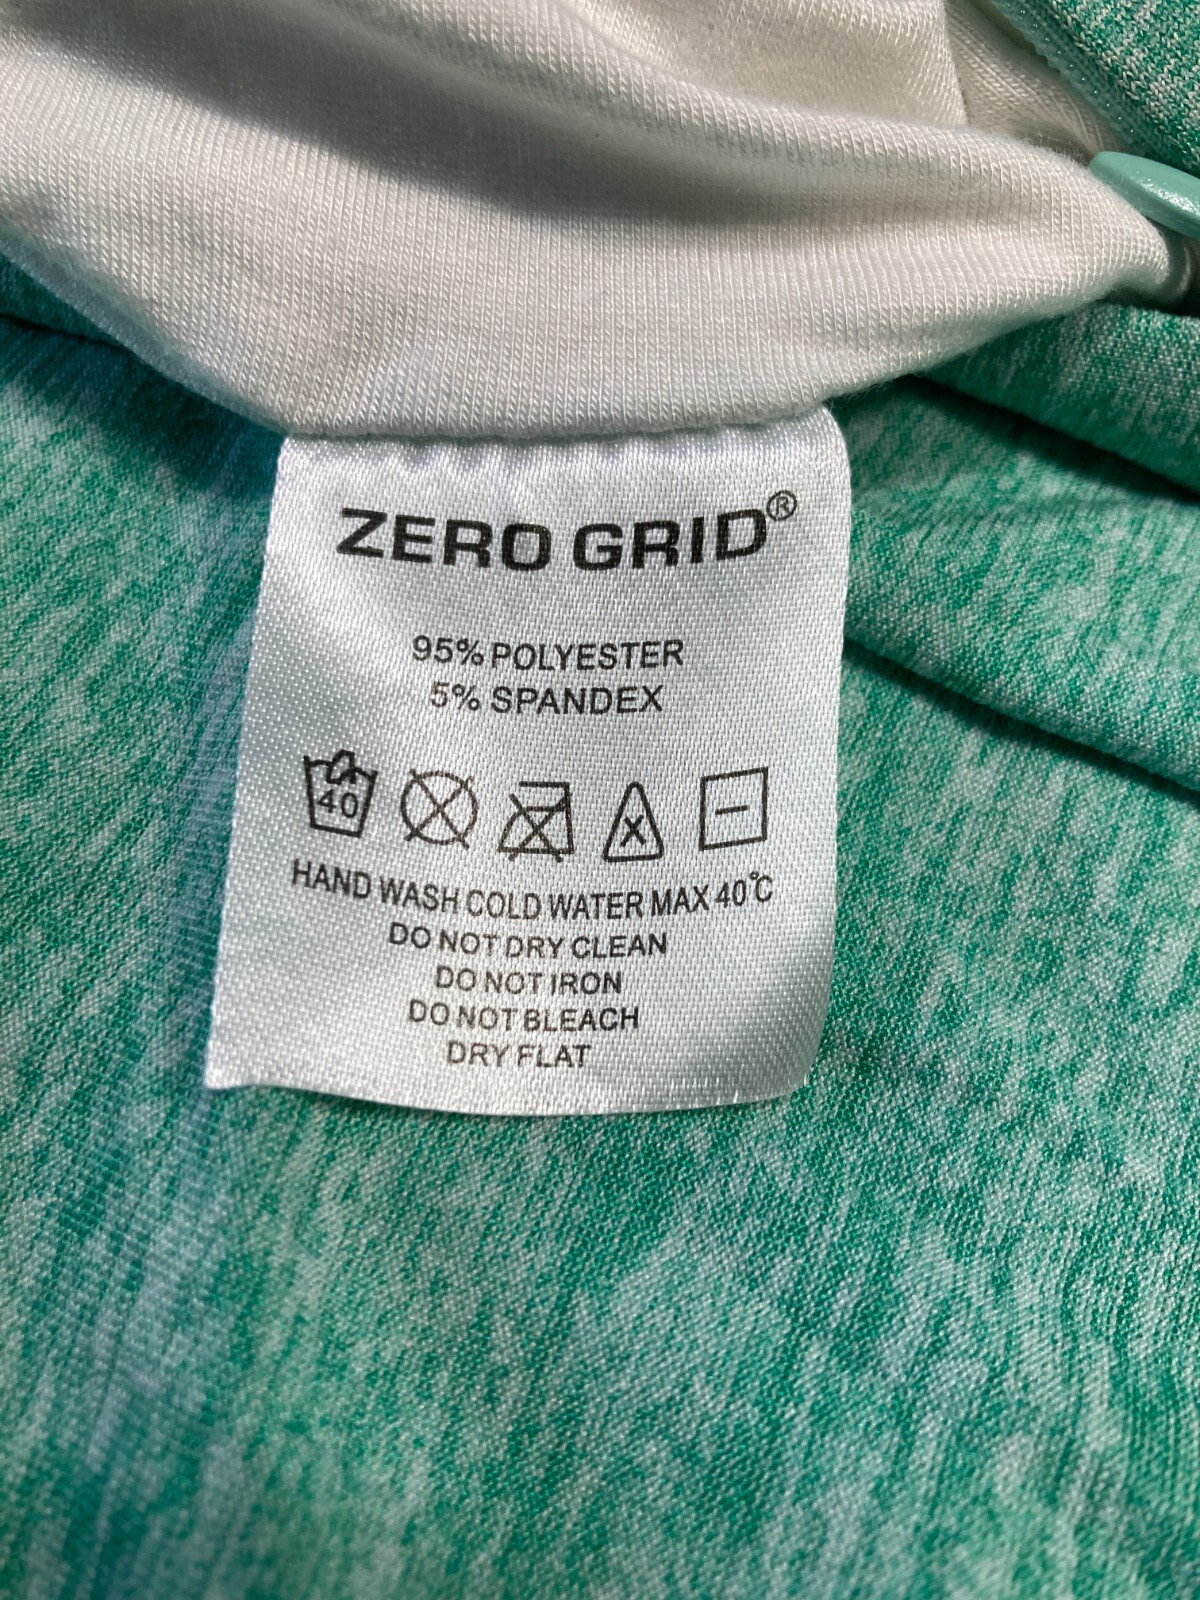 ZERO GRID®
95% POLYESTER
5% SPANDEX
40
HAND WASH COLD WATER MAX 40°C
DO NOT DRY CLEAN
DO NOT IRON
DO NOT BLEACH
DRY FLAT